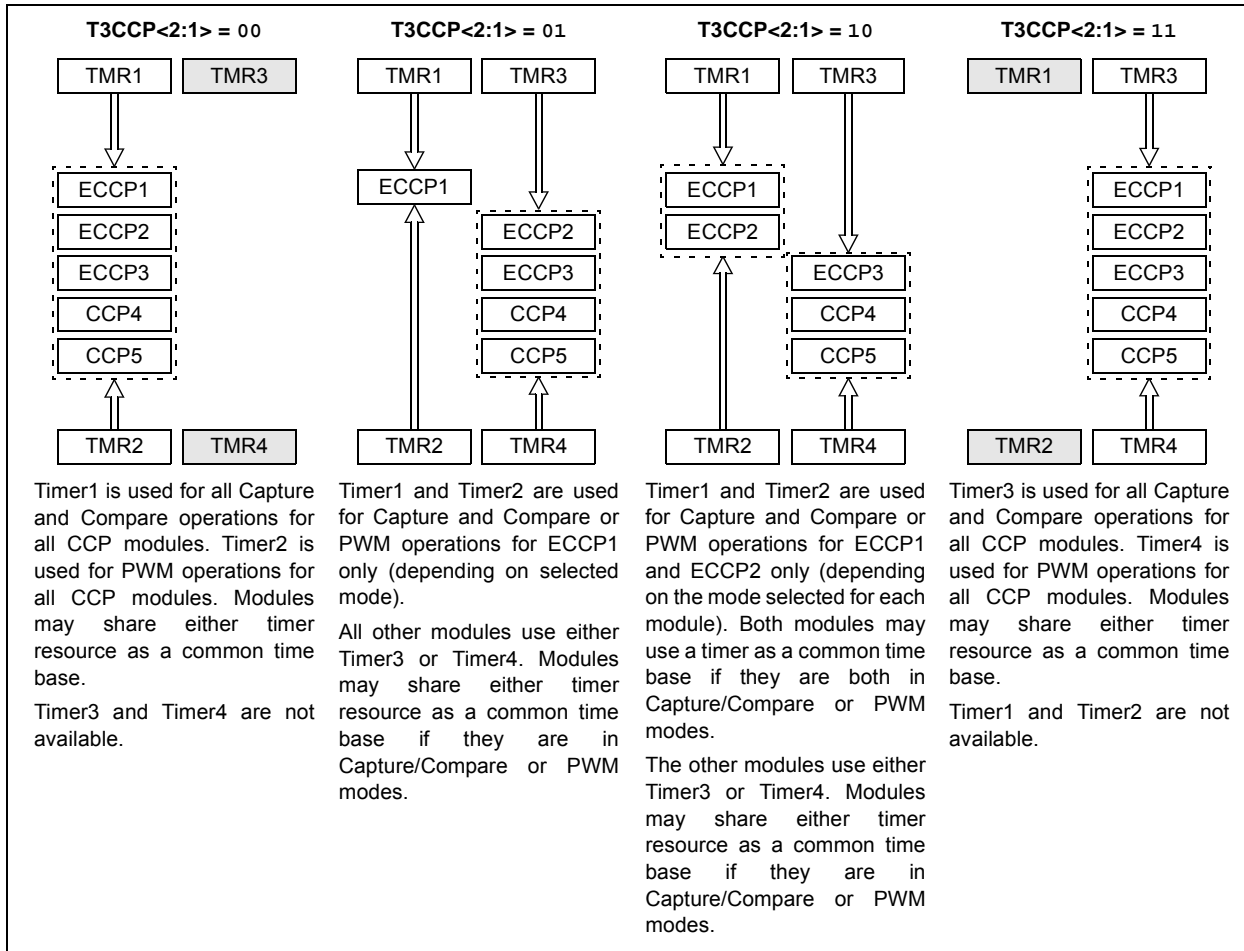 T3CCP<2:1> = 00
TMR1 TMR3
ECCP1
ECCP2
ECCP3
CCP4
CCP5
TMR2 TMR4
Timer1 is used for all Capture
and Compare operations for
all CCP modules. Timer2 is
used for PWM operations for
all CCP modules. Modules
may share either timer
resource as a common time
base.
Timer3 and Timer4 are not
available.
T3CCP<2:1> = 01
TMR1 TMR3
ECCP1
ECCP2
ECCP3
CCP4
CCP5
TMR2 TMR4
Timer1 and Timer2 are used
for Capture and Compare or
PWM operations for ECCP1
only (depending on selected
mode).
All other modules use either
Timer3 or Timer4. Modules
may share either timer
resource as a common time
base if they are in
Capture/Compare or PWM
modes.
T3CCP<2:1> = 10
TMR1 TMR3
ECCP1
ECCP2
ECCP3
CCP4
CCP5
TMR2 TMR4
Timer1 and Timer2 are used
for Capture and Compare or
PWM operations for ECCP1
and ECCP2 only (depending
on the mode selected for each
module). Both modules may
use a timer as a common time
base if they are both in
Capture/Compare or PWM
modes.
The other modules use either
Timer3 or Timer4. Modules
may share either timer
resource as a common time
base if they are in
Capture/Compare or PWM
modes.
T3CCP<2:1> = 11
TMR1 TMR3
ECCP1
ECCP2
ECCP3
CCP4
CCP5
TMR2 TMR4
Timer3 is used for all Capture
and Compare operations for
all CCP modules. Timer4 is
used for PWM operations for
all CCP modules. Modules
may share either timer
resource as a common time
base.
Timer1 and Timer2 are not
available.